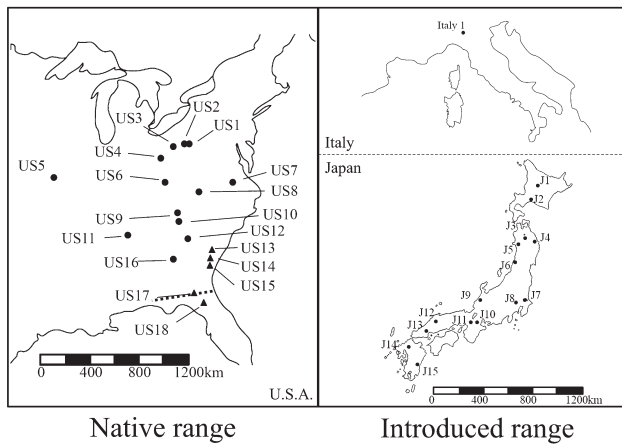 US2
US3
US1
US4
US5
US6
US7
US8
US9
US10
US11
US12
US13
US14
US16
US15
US17
US18
0 400 800 1200km
U.S.A.
Native range
Italy 1
Italy
Japan
J1
J2
J3
J4
J5
J6
J9
J8
J7
J12
J11
J10
J13
J14
J15
0 400 800 1200km
Introduced range